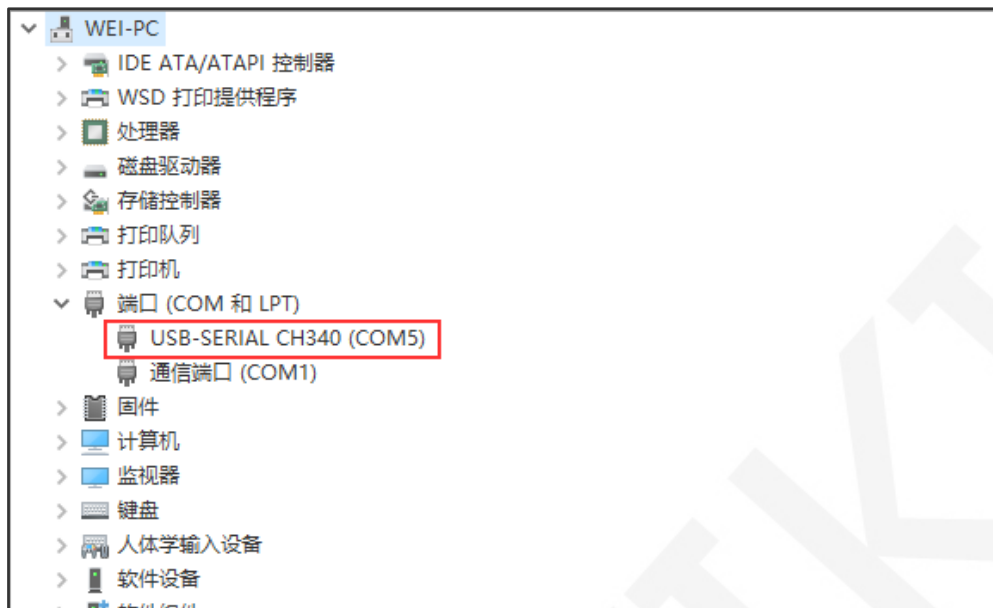 WEI-PC
IDE ATA/ATAPI 控制器
WSD 打印提供程序
处理器
磁盘驱动器
存储控制器
打印队列
打印机
端口 (COM 和 LPT)
USB-SERIAL CH340 (COM5)
通信端口 (COM1)
固件
计算机
监视器
键盘
人体学输入设备
软件设备